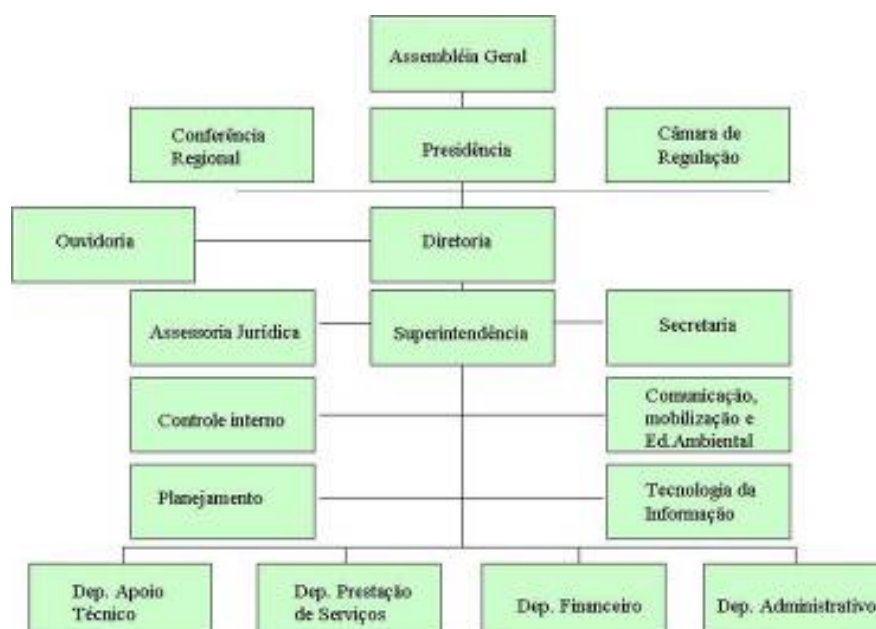 Assembléia Geral
Conferência
Regional
Presidência
Câmara de
Regulação
Ouvidoria
Diretoria
Assessoria Jurídica
Superintendência
Secretaria
Controle interno
Comunicação,
mobilização e
Ed.Ambiental
Planejamento
Tecnologia da
Informação
Dep. Apoio
Técnico
Dep. Prestação
de Serviços
Dep. Financeiro
Dep. Administrativo